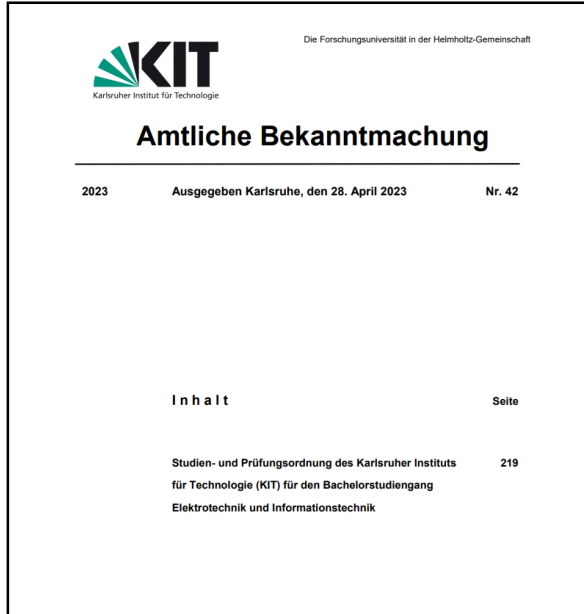 Die Forschungsuniversität in der Helmholtz-Gemeinschaft
KIT
Karlsruher Institut für Technologie
Amtliche Bekanntmachung
2023 Ausgegeben Karlsruhe, den 28. April 2023 Nr. 42
I n h a l t Seite
Studien- und Prüfungsordnung des Karlsruher Instituts 219
für Technologie (KIT) für den Bachelorstudiengang
Elektrotechnik und Informationstechnik